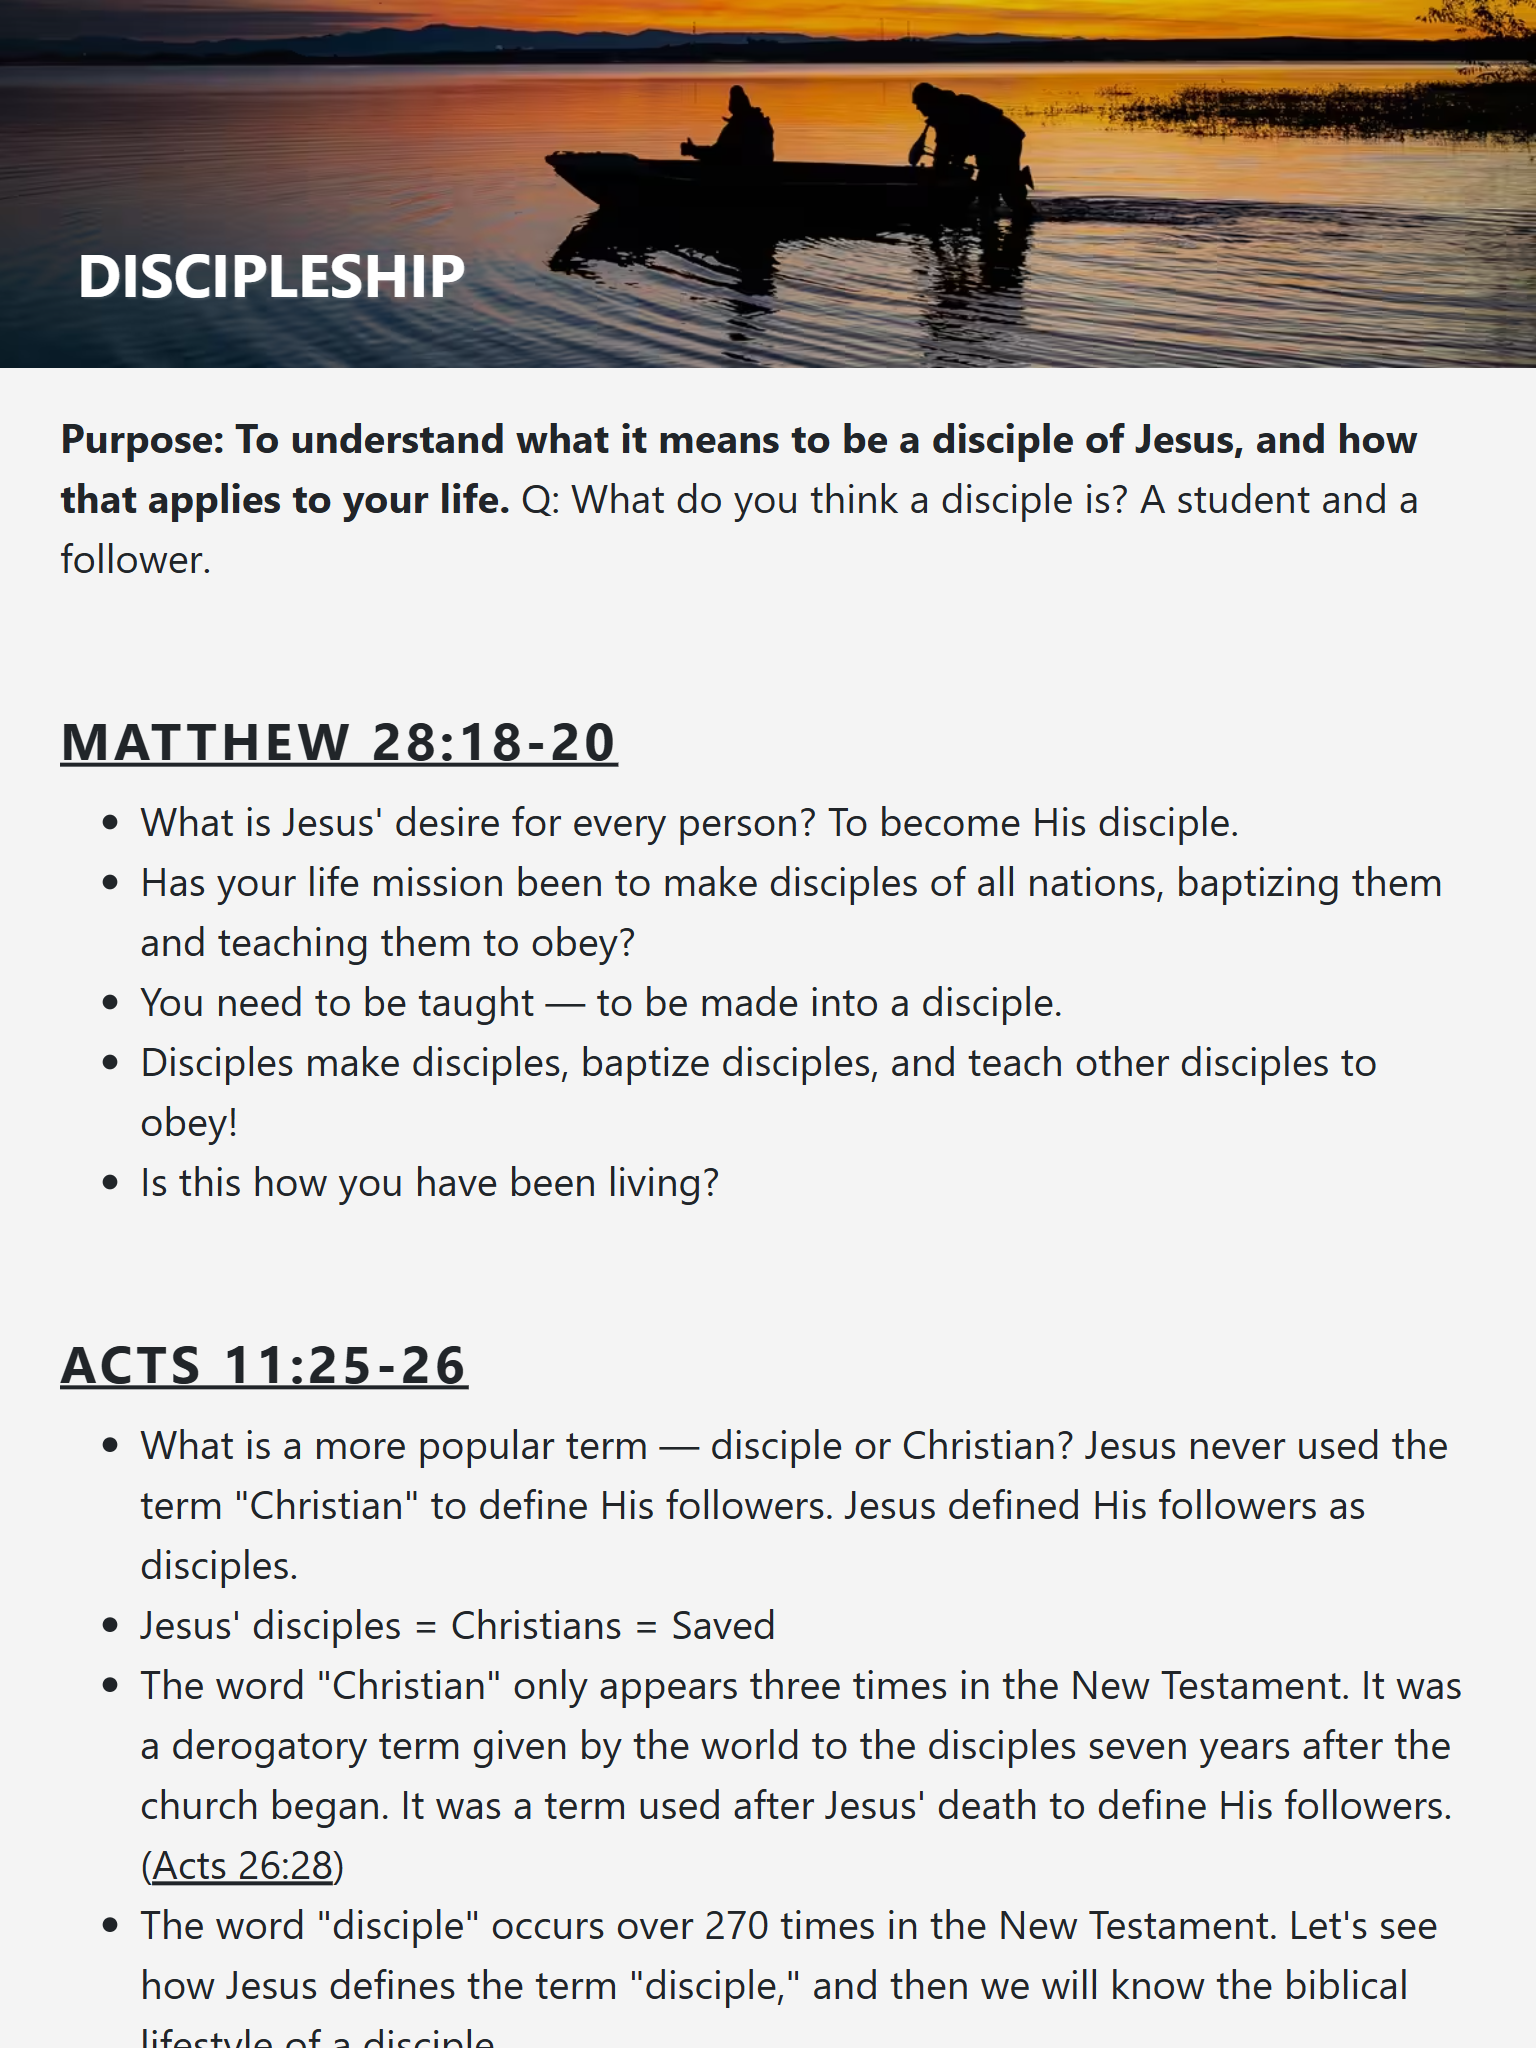 DISCIPLESHIP
Purpose: To understand what it means to be a disciple of Jesus, and how
that applies to your life. Q: What do you think a disciple is? A student and a
follower.
MATTHEW 28:18-20
• What is Jesus' desire for every person? To become His disciple.
• Has your life mission been to make disciples of all nations, baptizing them
and teaching them to obey?
• You need to be taught — to be made into a disciple.
• Disciples make disciples, baptize disciples, and teach other disciples to
obey!
• Is this how you have been living?
ACTS 11:25-26
• What is a more popular term — disciple or Christian? Jesus never used the
term "Christian" to define His followers. Jesus defined His followers as
disciples.
• Jesus' disciples = Christians = Saved
• The word "Christian" only appears three times in the New Testament. It was
a derogatory term given by the world to the disciples seven years after the
church began. It was a term used after Jesus' death to define His followers.
(Acts 26:28)
• The word "disciple" occurs over 270 times in the New Testament. Let's see
how Jesus defines the term "disciple," and then we will know the biblical
lifestyle of a disciple.